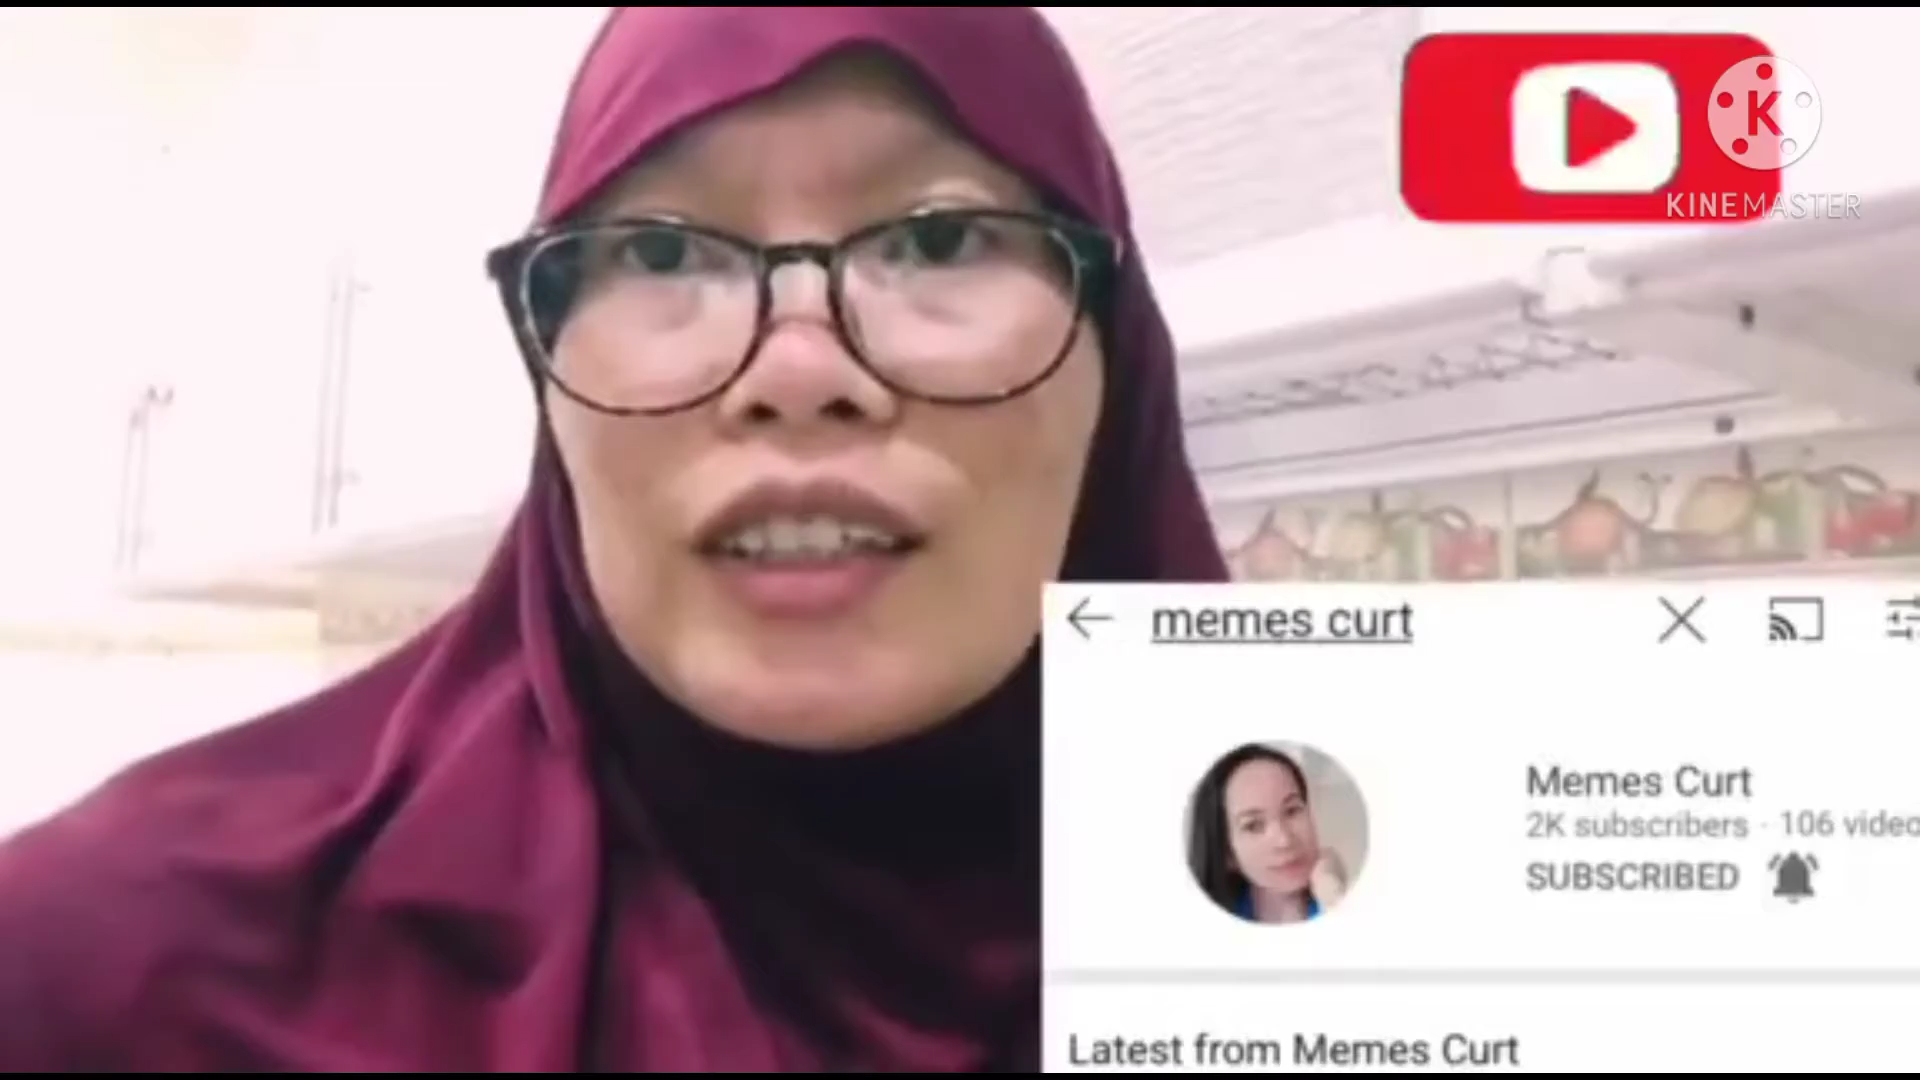 KINEMASTER
memes curt
Memes Curt
2K subscribers · 106 video
SUBSCRIBED
Latest from Memes Curt